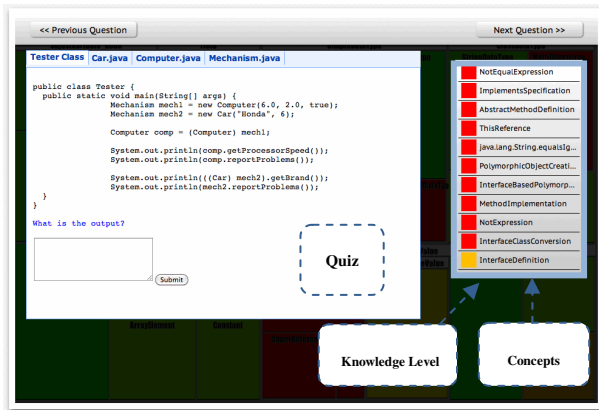 << Previous Question
Next Question >>
Tester Class Car.java Computer.java Mechanism.java
public class Tester {
public static void main(String[] args) {
Mechanism mech1 = new Computer(6.0, 2.0, true);
Mechanism mech2 = new Car("Honda", 6);
Computer comp = (Computer) mech1;
System.out.println(comp.getProcessorSpeed());
System.out.println(comp.reportProblems());
System.out.println(((Car) mech2).getBrand());
System.out.println(mech2.reportProblems());
}
}
What is the output?
Submit
Quiz
NotEqualExpression
ImplementsSpecification
AbstractMethodDefinition
ThisReference
java.lang.String.equalsIg...
PolymorphicObjectCreati...
InterfaceBasedPolymorp...
MethodImplementation
NotExpression
InterfaceClassConversion
InterfaceDefinition
ArrayElement
Constant
Knowledge Level
Concepts